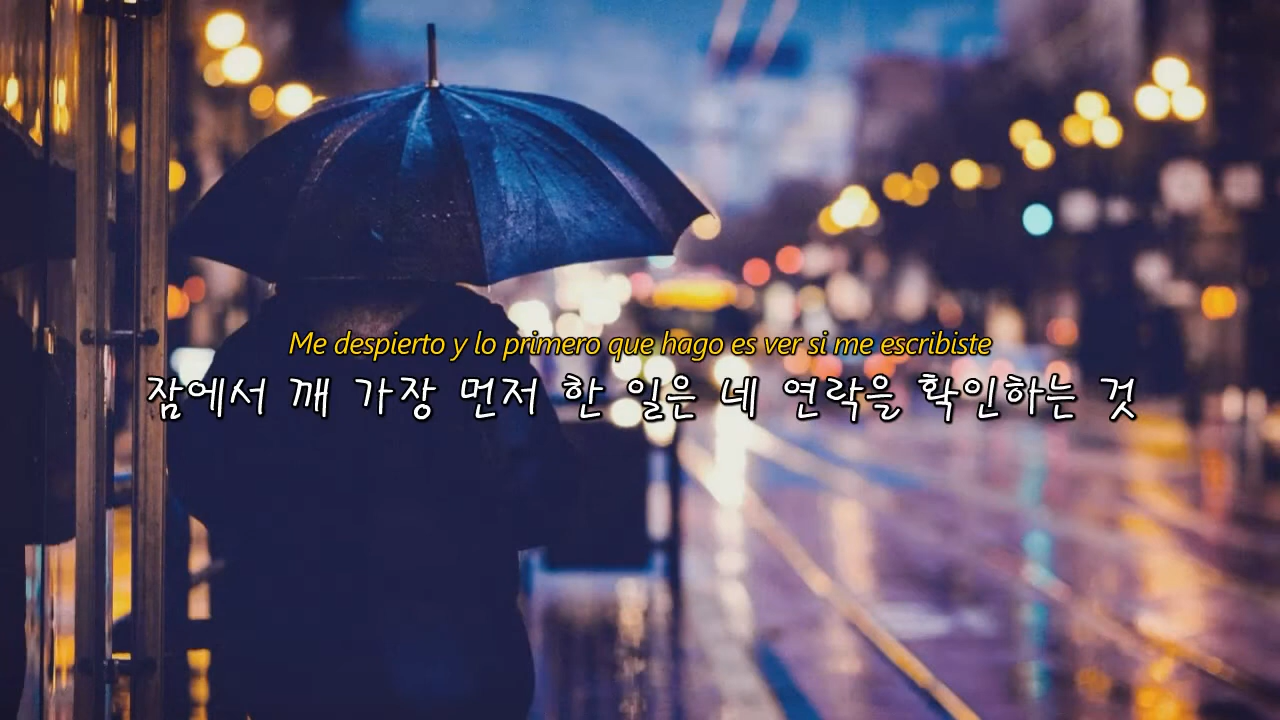 Me despierto y lo primero que hago es ver si me escribiste
잠에서 깨 가장 먼저 한 일은 네 연락을 확인하는 것